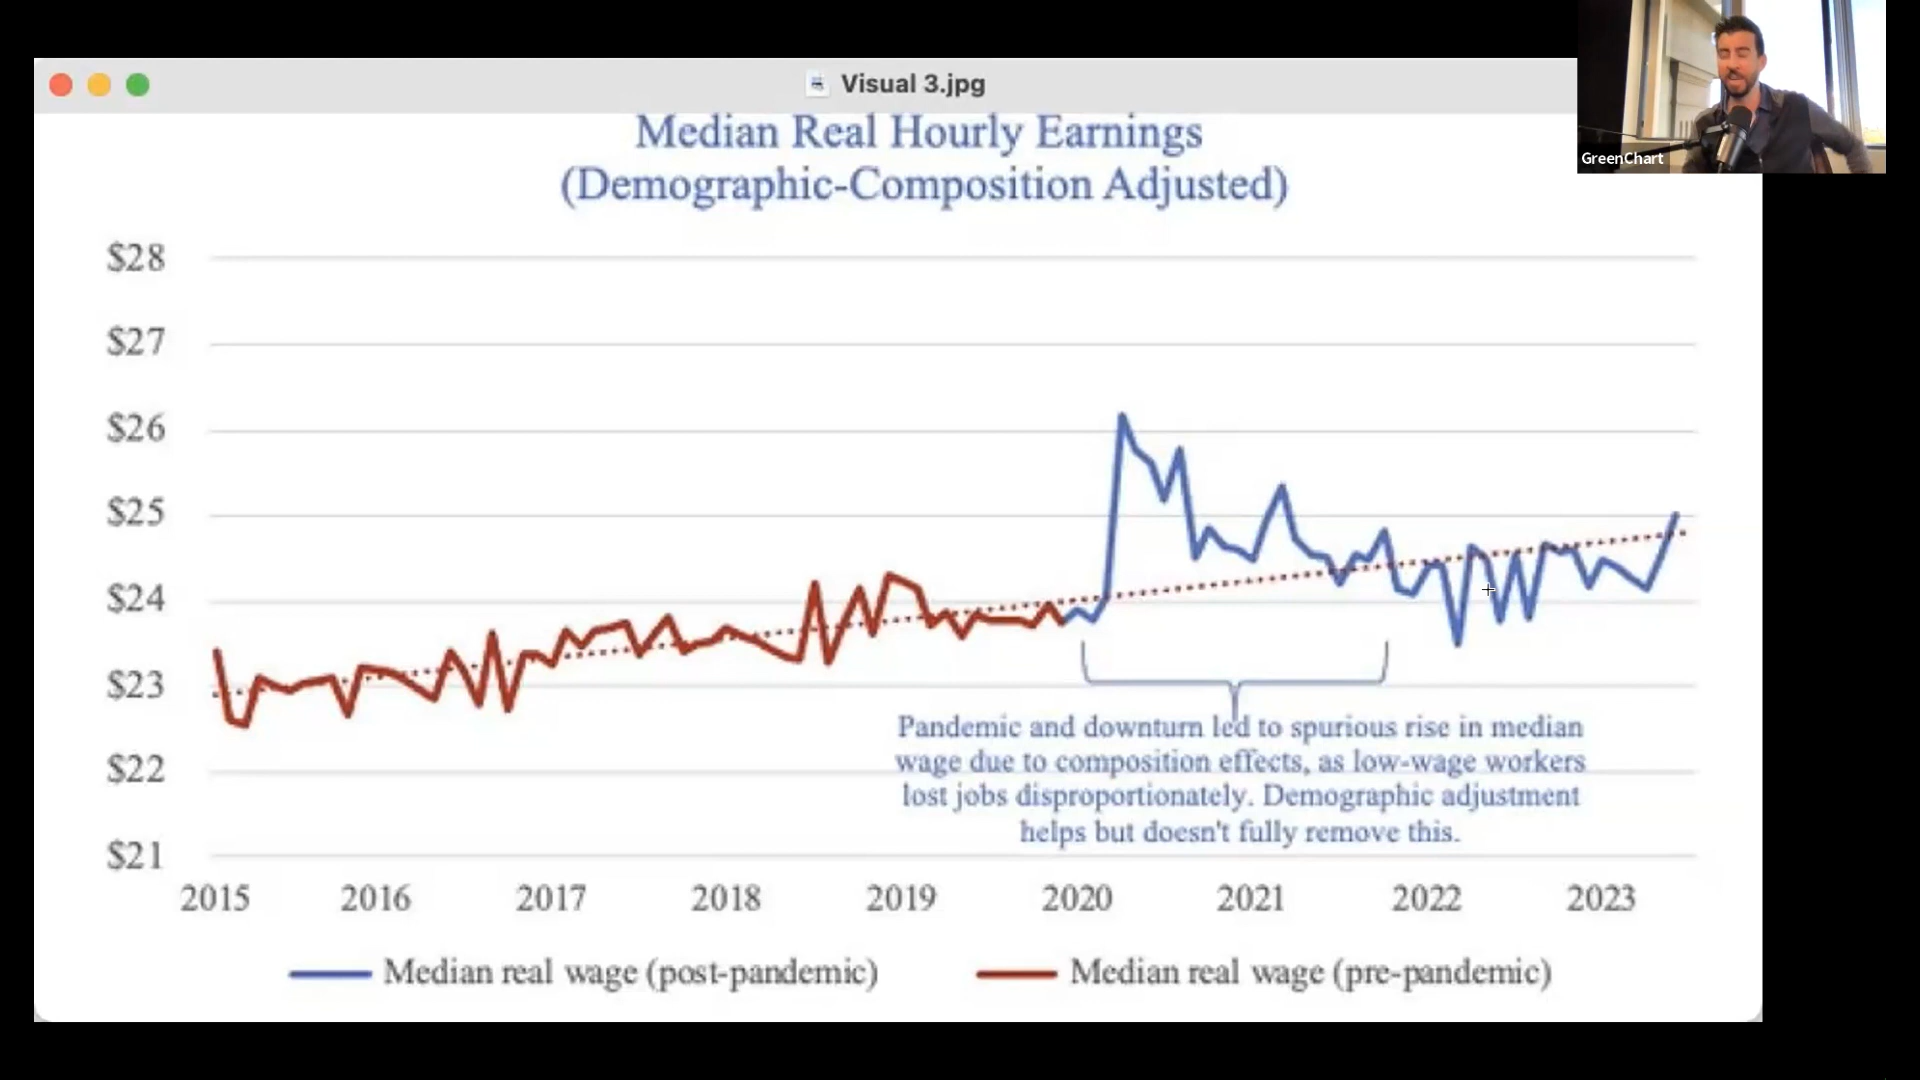 Visual 3.jpg
GreenChart
Median Real Hourly Earnings
(Demographic-Composition Adjusted)
$28
$27
$26
$25
$24
$23
$22
$21
Pandemic and downturn led to spurious rise in median
wage due to composition effects, as low-wage workers
lost jobs disproportionately. Demographic adjustment
helps but doesn't fully remove this.
2015 2016 2017 2018 2019 2020 2021 2022 2023
Median real wage (post-pandemic) Median real wage (pre-pandemic)